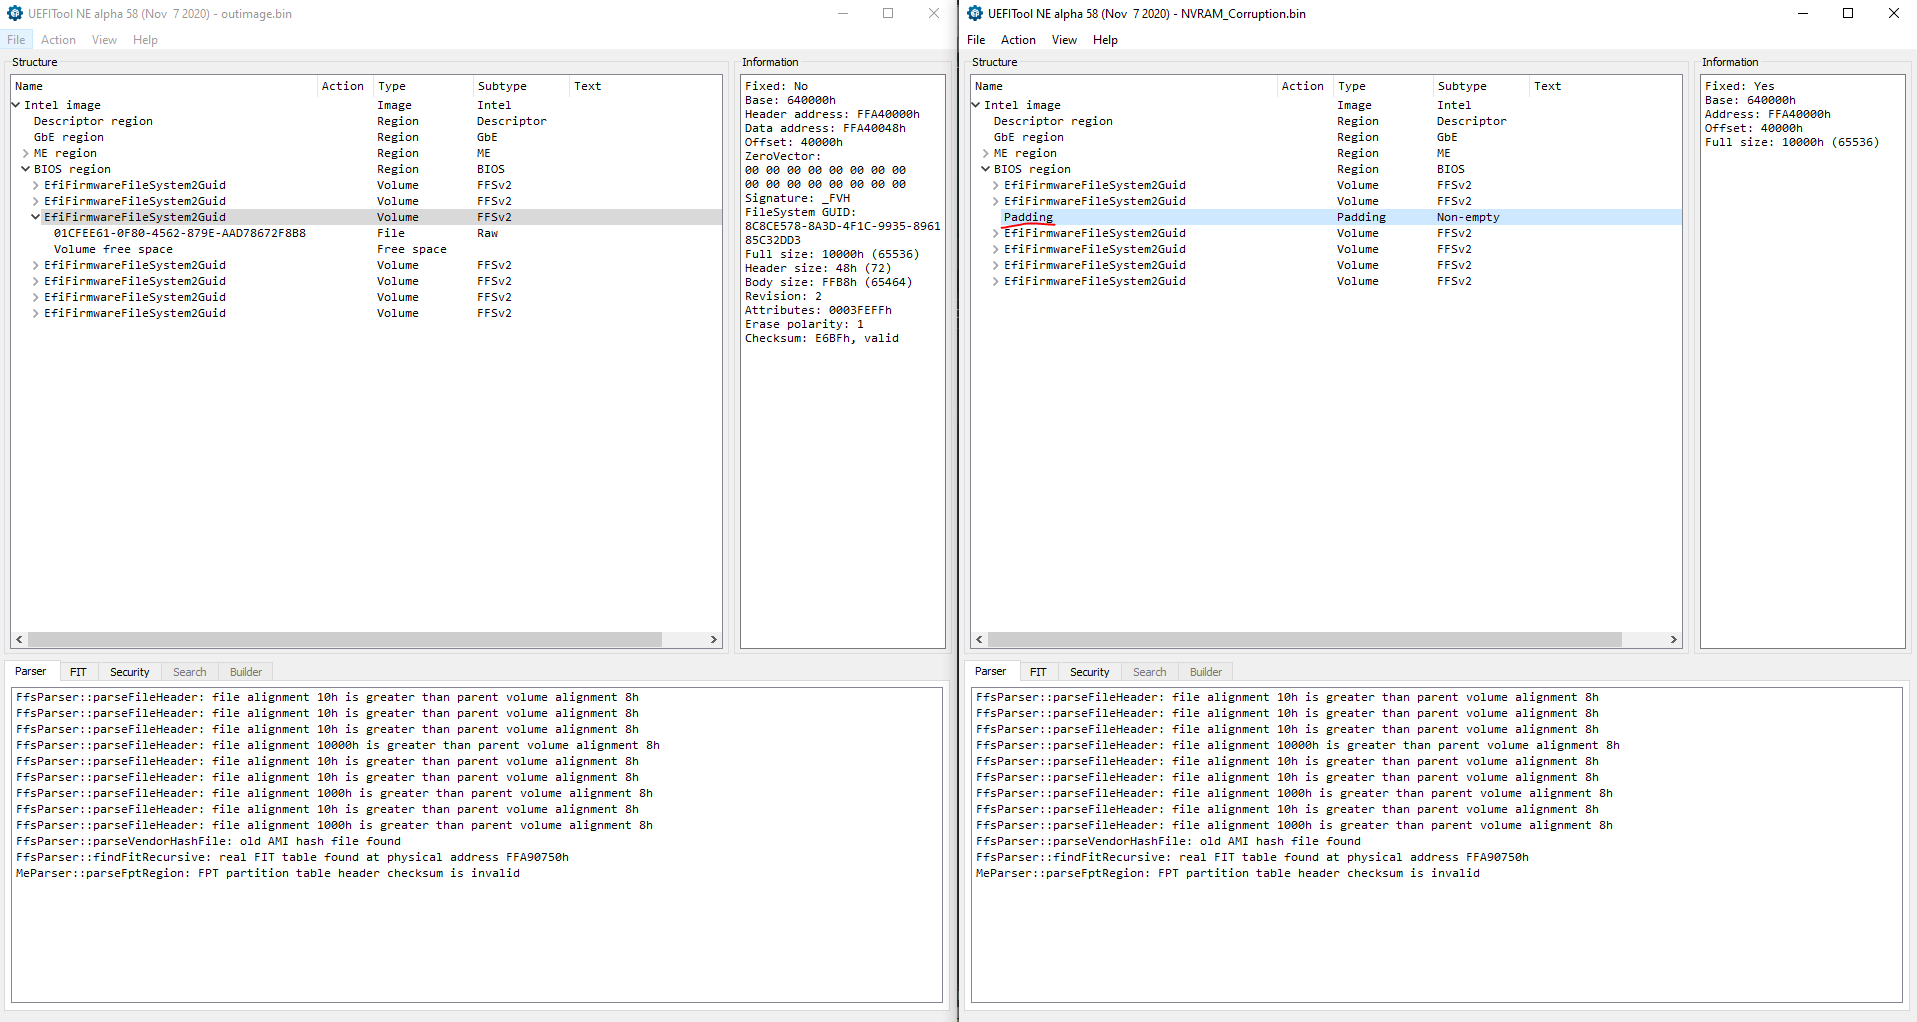 UEFITool NE alpha 58 (Nov  7 2020) - outimage.bin
File Action View Help
Structure
Name Action Type Subtype Text
Intel image Image Intel
Descriptor region Region Descriptor
GbE region Region GbE
ME region Region ME
BIOS region Region BIOS
EfiFirmwareFileSystem2Guid Volume FFSv2
EfiFirmwareFileSystem2Guid Volume FFSv2
EfiFirmwareFileSystem2Guid Volume FFSv2
01CFEE61-0F80-4562-879E-AAD78672F8B8 File Raw
Volume free space Free space
EfiFirmwareFileSystem2Guid Volume FFSv2
EfiFirmwareFileSystem2Guid Volume FFSv2
EfiFirmwareFileSystem2Guid Volume FFSv2
EfiFirmwareFileSystem2Guid Volume FFSv2
Information
Fixed: No
Base: 640000h
Header address: FFA40000h
Data address: FFA40048h
Offset: 40000h
ZeroVector:
00 00 00 00 00 00 00 00
00 00 00 00 00 00 00 00
Signature: _FVH
FileSystem GUID:
8C8CE578-8A3D-4F1C-9935-8961
85C32DD3
Full size: 10000h (65536)
Header size: 48h (72)
Body size: FFB8h (65464)
Revision: 2
Attributes: 0003FEFFh
Erase polarity: 1
Checksum: E6BFh, valid
Parser FIT Security Search Builder
FfsParser::parseFileHeader: file alignment 10h is greater than parent volume alignment 8h
FfsParser::parseFileHeader: file alignment 10h is greater than parent volume alignment 8h
FfsParser::parseFileHeader: file alignment 10h is greater than parent volume alignment 8h
FfsParser::parseFileHeader: file alignment 10000h is greater than parent volume alignment 8h
FfsParser::parseFileHeader: file alignment 10h is greater than parent volume alignment 8h
FfsParser::parseFileHeader: file alignment 10h is greater than parent volume alignment 8h
FfsParser::parseFileHeader: file alignment 1000h is greater than parent volume alignment 8h
FfsParser::parseFileHeader: file alignment 10h is greater than parent volume alignment 8h
FfsParser::parseFileHeader: file alignment 1000h is greater than parent volume alignment 8h
FfsParser::parseVendorHashFile: old AMI hash file found
FfsParser::findFitRecursive: real FIT table found at physical address FFA90750h
MeParser::parseFptRegion: FPT partition table header checksum is invalid
UEFITool NE alpha 58 (Nov  7 2020) - NVRAM_Corruption.bin
File Action View Help
Structure
Name Action Type Subtype Text
Intel image Image Intel
Descriptor region Region Descriptor
GbE region Region GbE
ME region Region ME
BIOS region Region BIOS
EfiFirmwareFileSystem2Guid Volume FFSv2
EfiFirmwareFileSystem2Guid Volume FFSv2
Padding Padding Non-empty
EfiFirmwareFileSystem2Guid Volume FFSv2
EfiFirmwareFileSystem2Guid Volume FFSv2
EfiFirmwareFileSystem2Guid Volume FFSv2
EfiFirmwareFileSystem2Guid Volume FFSv2
Information
Fixed: Yes
Base: 640000h
Address: FFA40000h
Offset: 40000h
Full size: 10000h (65536)
Parser FIT Security Search Builder
FfsParser::parseFileHeader: file alignment 10h is greater than parent volume alignment 8h
FfsParser::parseFileHeader: file alignment 10h is greater than parent volume alignment 8h
FfsParser::parseFileHeader: file alignment 10h is greater than parent volume alignment 8h
FfsParser::parseFileHeader: file alignment 10000h is greater than parent volume alignment 8h
FfsParser::parseFileHeader: file alignment 10h is greater than parent volume alignment 8h
FfsParser::parseFileHeader: file alignment 10h is greater than parent volume alignment 8h
FfsParser::parseFileHeader: file alignment 1000h is greater than parent volume alignment 8h
FfsParser::parseFileHeader: file alignment 10h is greater than parent volume alignment 8h
FfsParser::parseFileHeader: file alignment 1000h is greater than parent volume alignment 8h
FfsParser::parseVendorHashFile: old AMI hash file found
FfsParser::findFitRecursive: real FIT table found at physical address FFA90750h
MeParser::parseFptRegion: FPT partition table header checksum is invalid